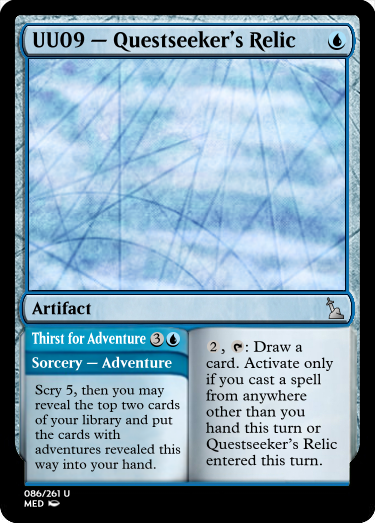 UU09 — Questseeker's Relic
Artifact
Thirst for Adventure 3
Sorcery — Adventure
Scry 5, then you may
reveal the top two cards
of your library and put
the cards with
adventures revealed this
way into your hand.
2 , : Draw a
card. Activate only
if you cast a spell
from anywhere
other than you
hand this turn or
Questseeker's Relic
entered this turn.
086/261 U
MED